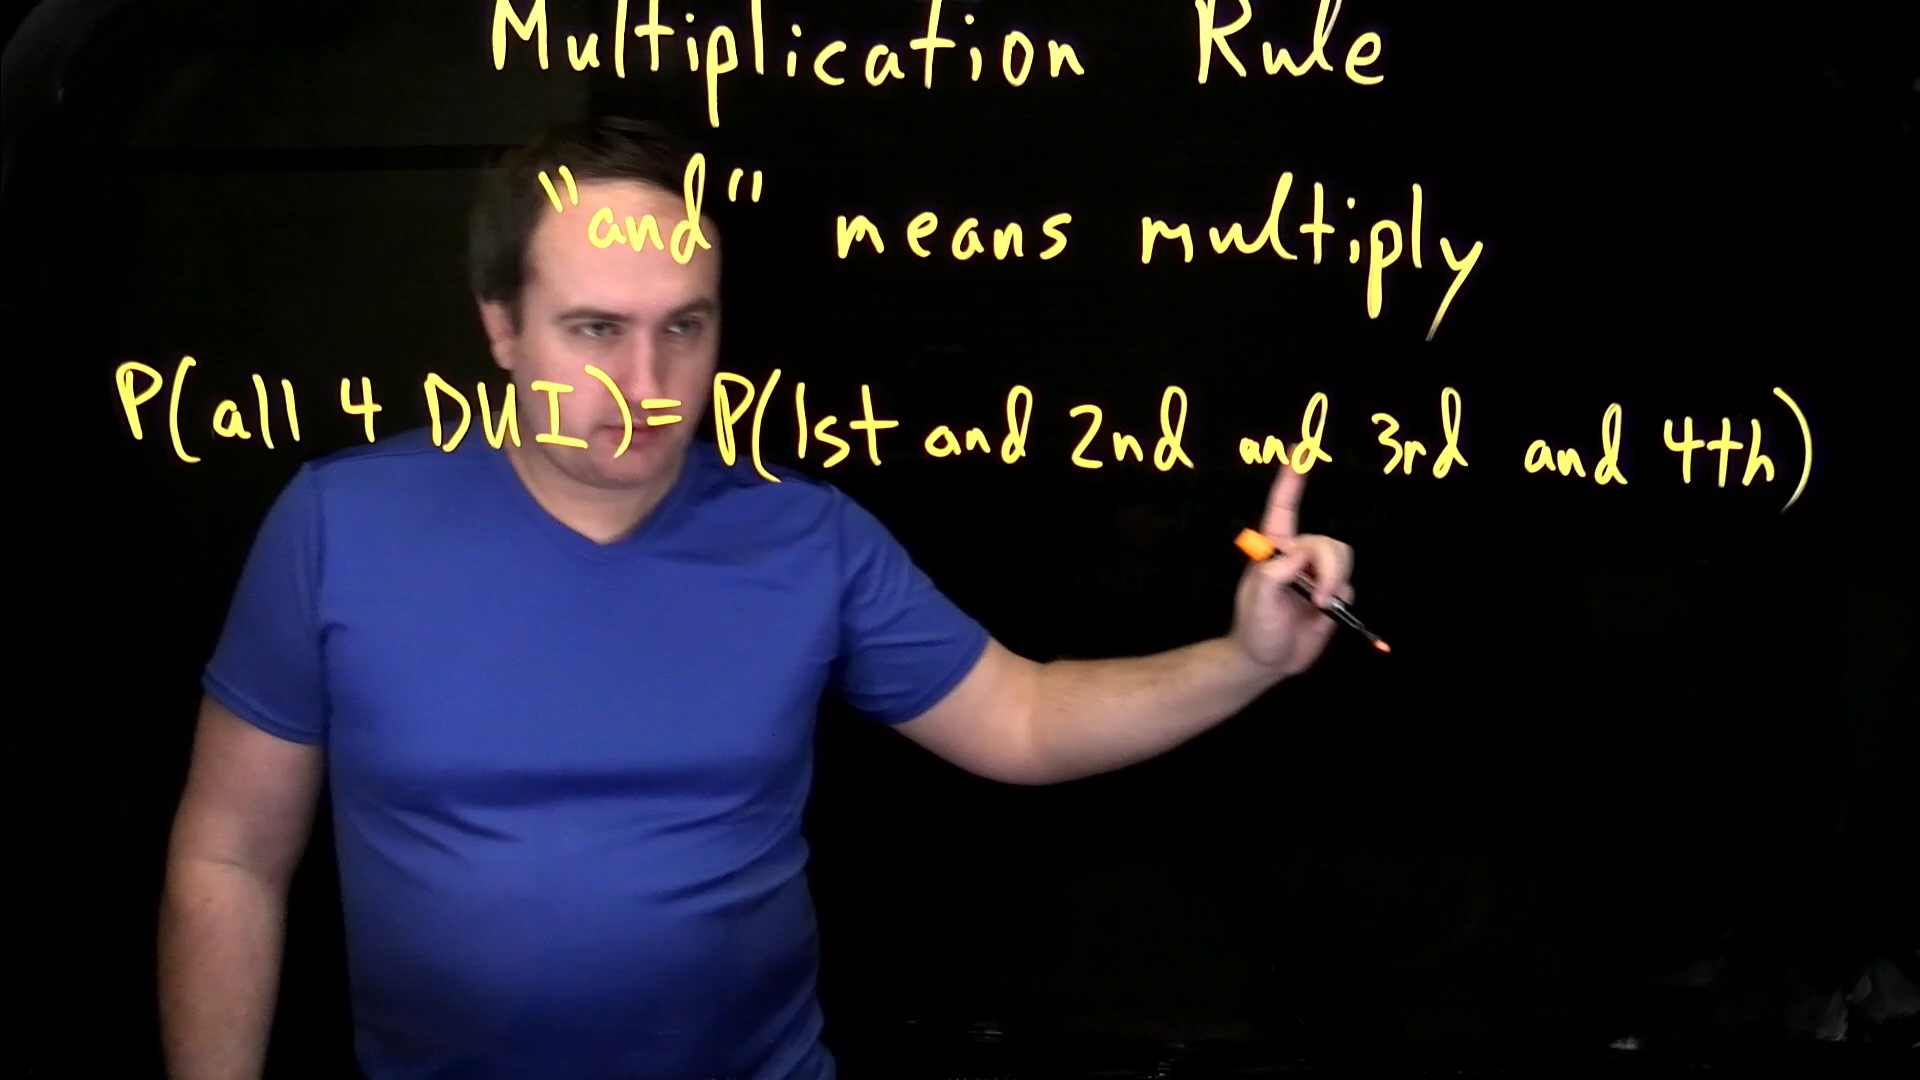 Multiplication Rule
"and" means multiply
P(all 4 DUI) = P(1st and 2nd and 3rd and 4th)